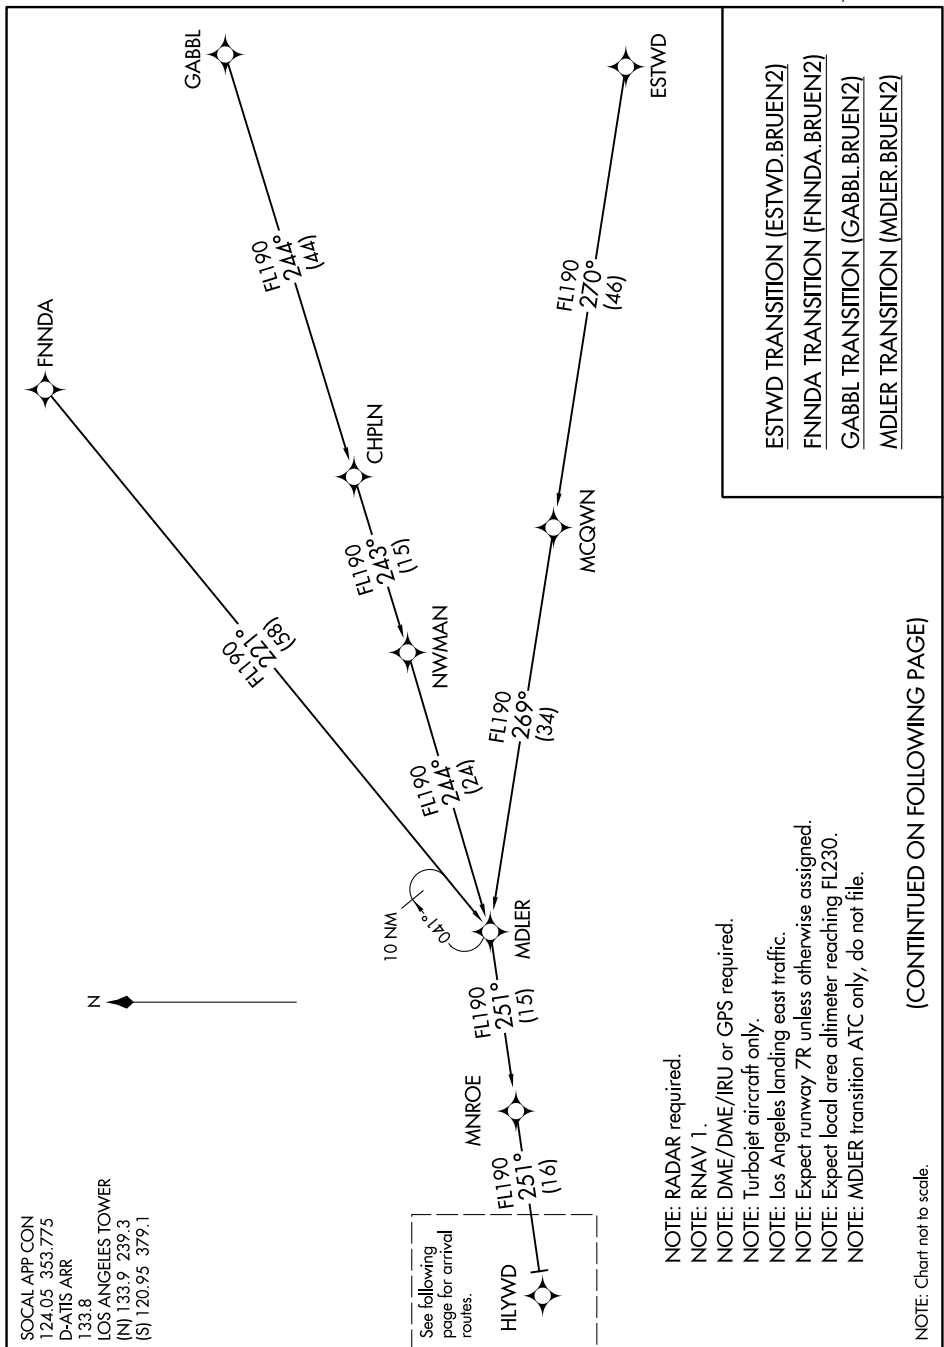 SOCAL APP CON
124.05 353.775
D-ATIS ARR
133.8
LOS ANGELES TOWER
(N) 133.9 239.3
(S) 120.95 379.1
N
FNNDA
GABBL
FL190
221°
(58)
FL190
244°
(44)
CHPLN
FL190
243°
(15)
NWMAN
FL190
244°
(24)
10 NM
041°
MDLER
ESTWD
FL190
270°
(46)
MCQWN
FL190
269°
(34)
FL190
251°
(15)
MNROE
FL190
251°
(16)
See following
page for arrival
routes.
HLYWD
NOTE: RADAR required.
NOTE: RNAV 1.
NOTE: DME/DME/IRU or GPS required.
NOTE: Turbojet aircraft only.
NOTE: Los Angeles landing east traffic.
NOTE: Expect runway 7R unless otherwise assigned.
NOTE: Expect local area altimeter reaching FL230.
NOTE: MDLER transition ATC only, do not file.
ESTWD TRANSITION (ESTWD.BRUEN2)
FNNDA TRANSITION (FNNDA.BRUEN2)
GABBL TRANSITION (GABBL.BRUEN2)
MDLER TRANSITION (MDLER.BRUEN2)
(CONTINTUED ON FOLLOWING PAGE)
NOTE: Chart not to scale.